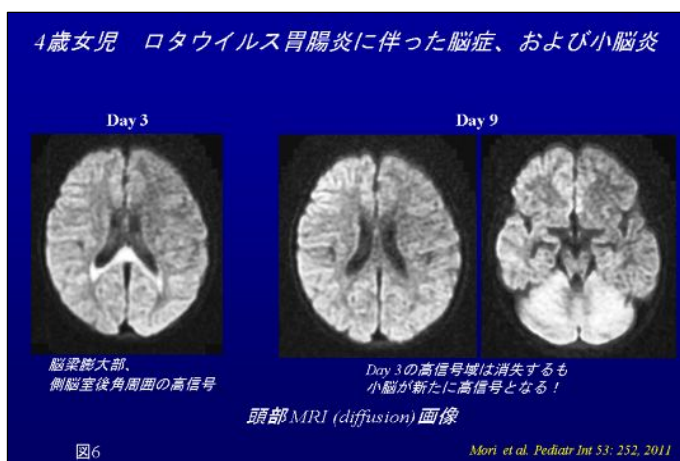 4歳女児　ロタウイルス胃腸炎に伴った脳症、および小脳炎
Day 3
Day 9
脳梁膨大部、
側脳室後角周囲の高信号
Day 3の高信号域は消失するも
小脳が新たに高信号となる！
頭部MRI (diffusion)画像
図6
Mori et al. Pediatr Int 53: 252, 2011